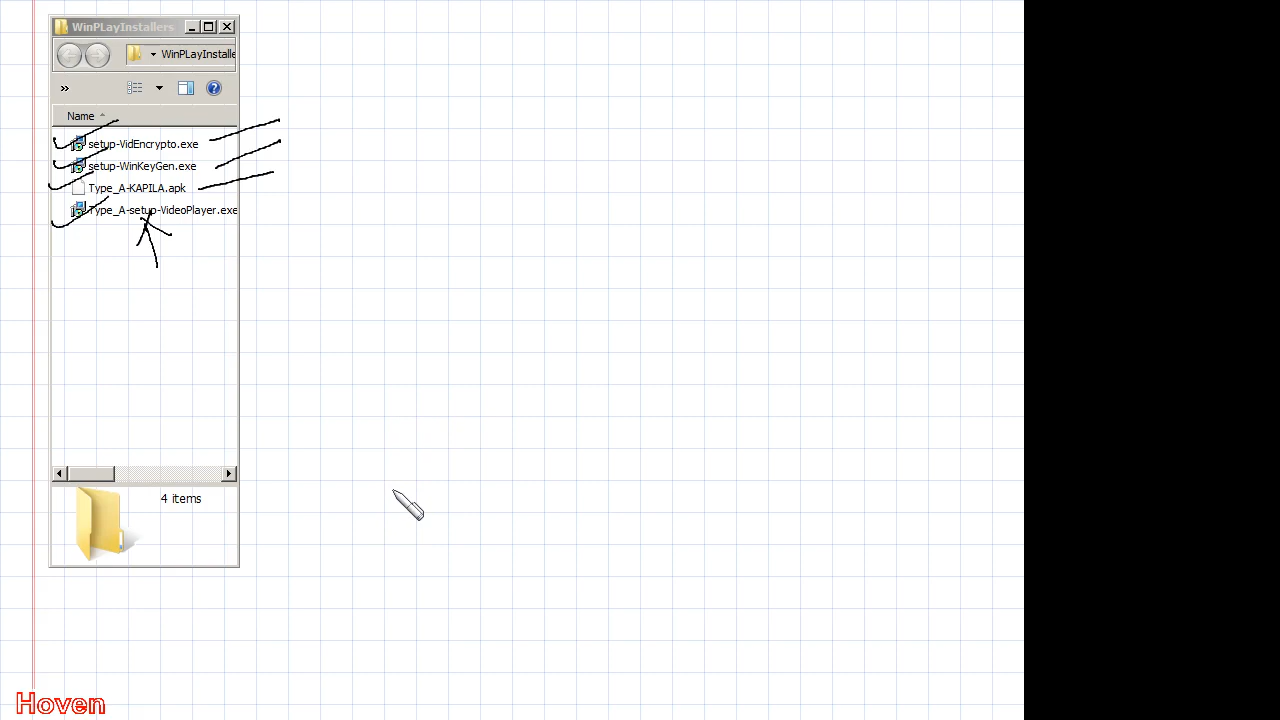 WinPLayInstallers
WinPLayInstalle
»
Name
setup-VidEncrypto.exe
setup-WinKeyGen.exe
Type_A-KAPILA.apk
Type_A-setup-VideoPlayer.exe
4 items
Hoven